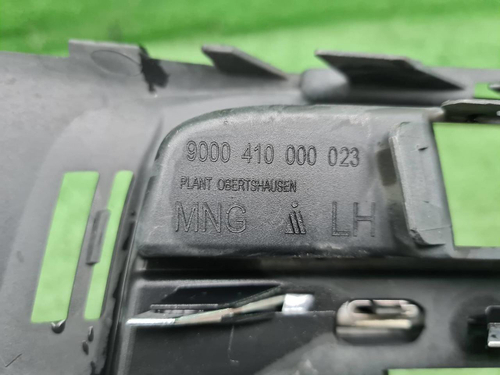 9000 410 000 023
PLANT OBERTSHAUSEN
MNG LH